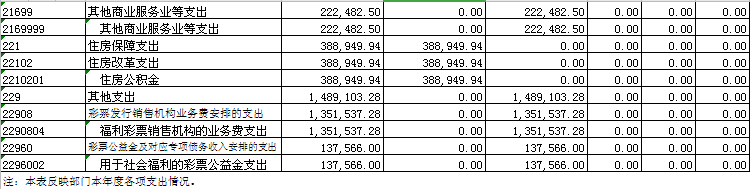 21699 其他商业服务业等支出 222,482.50 0.00 222,482.50 0.00 0.00 0.00
2169999 其他商业服务业等支出 222,482.50 0.00 222,482.50 0.00 0.00 0.00
221 住房保障支出 388,949.94 388,949.94 0.00 0.00 0.00 0.00
22102 住房改革支出 388,949.94 388,949.94 0.00 0.00 0.00 0.00
2210201 住房公积金 388,949.94 388,949.94 0.00 0.00 0.00 0.00
229 其他支出 1,489,103.28 0.00 1,489,103.28 0.00 0.00 0.00
22908 彩票发行销售机构业务费安排的支出 1,351,537.28 0.00 1,351,537.28 0.00 0.00 0.00
2290804 福利彩票销售机构的业务费支出 1,351,537.28 0.00 1,351,537.28 0.00 0.00 0.00
22960 彩票公益金及对应专项债务收入安排的支出 137,566.00 0.00 137,566.00 0.00 0.00 0.00
2296002 用于社会福利的彩票公益金支出 137,566.00 0.00 137,566.00 0.00 0.00 0.00
注：本表反映部门本年度各项支出情况。